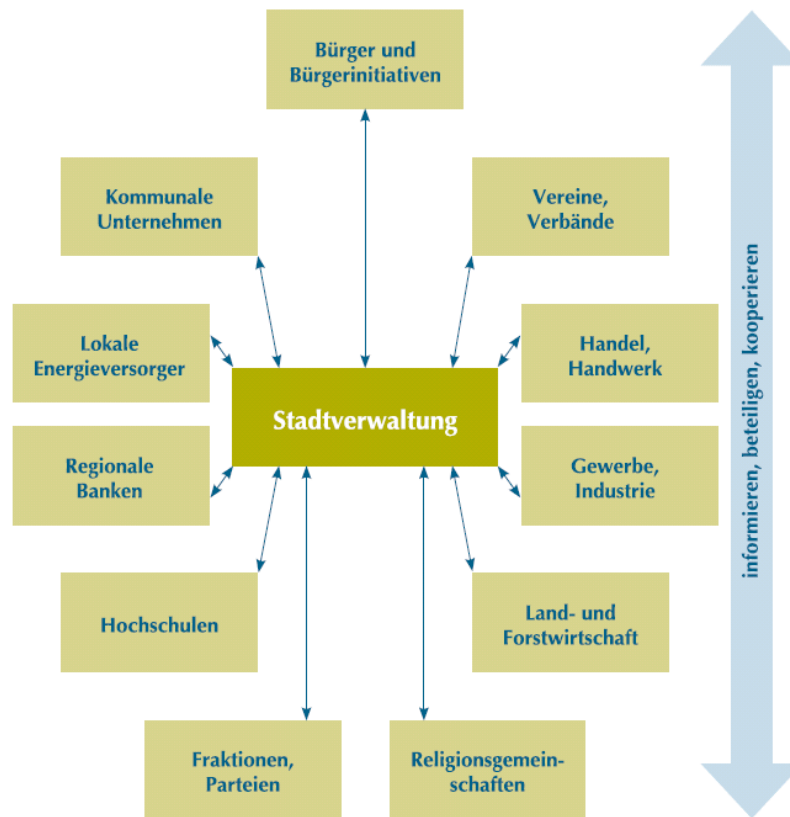 Bürger und
Bürgerinitiativen
Kommunale
Unternehmen
Vereine,
Verbände
Lokale
Energieversorger
Handel,
Handwerk
Stadtverwaltung
Regionale
Banken
Gewerbe,
Industrie
Hochschulen
Land- und
Forstwirtschaft
Fraktionen,
Parteien
Religionsgemein-
schaften
informieren, beteiligen, kooperieren